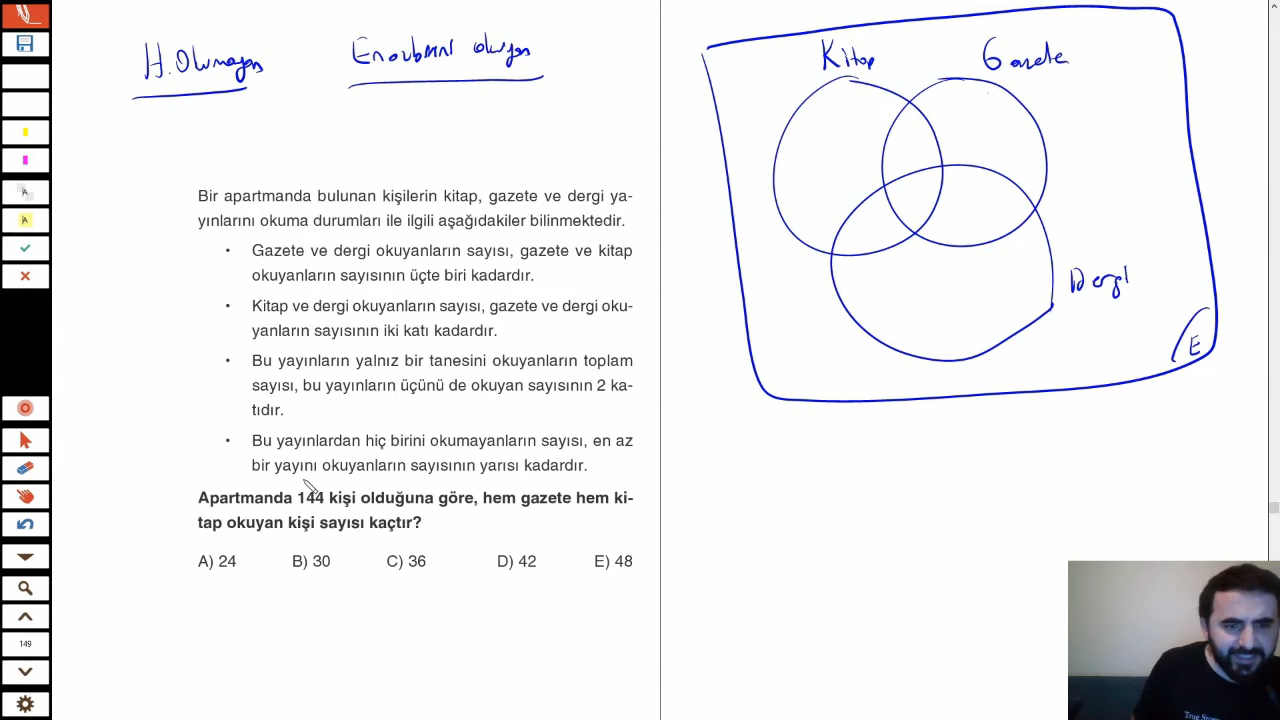 H. Okumayan
En az birini okuyan
Bir apartmanda bulunan kişilerin kitap, gazete ve dergi ya-
yınlarını okuma durumları ile ilgili aşağıdakiler bilinmektedir.
• Gazete ve dergi okuyanların sayısı, gazete ve kitap
okuyanların sayısının üçte biri kadardır.
• Kitap ve dergi okuyanların sayısı, gazete ve dergi oku-
yanların sayısının iki katı kadardır.
• Bu yayınların yalnız bir tanesini okuyanların toplam
sayısı, bu yayınların üçünü de okuyan sayısının 2 ka-
tıdır.
• Bu yayınlardan hiç birini okumayanların sayısı, en az
bir yayını okuyanların sayısının yarısı kadardır.
Apartmanda 144 kişi olduğuna göre, hem gazete hem ki-
tap okuyan kişi sayısı kaçtır?
A) 24 B) 30 C) 36 D) 42 E) 48
Kitap
Gazete
Dergi
E
149